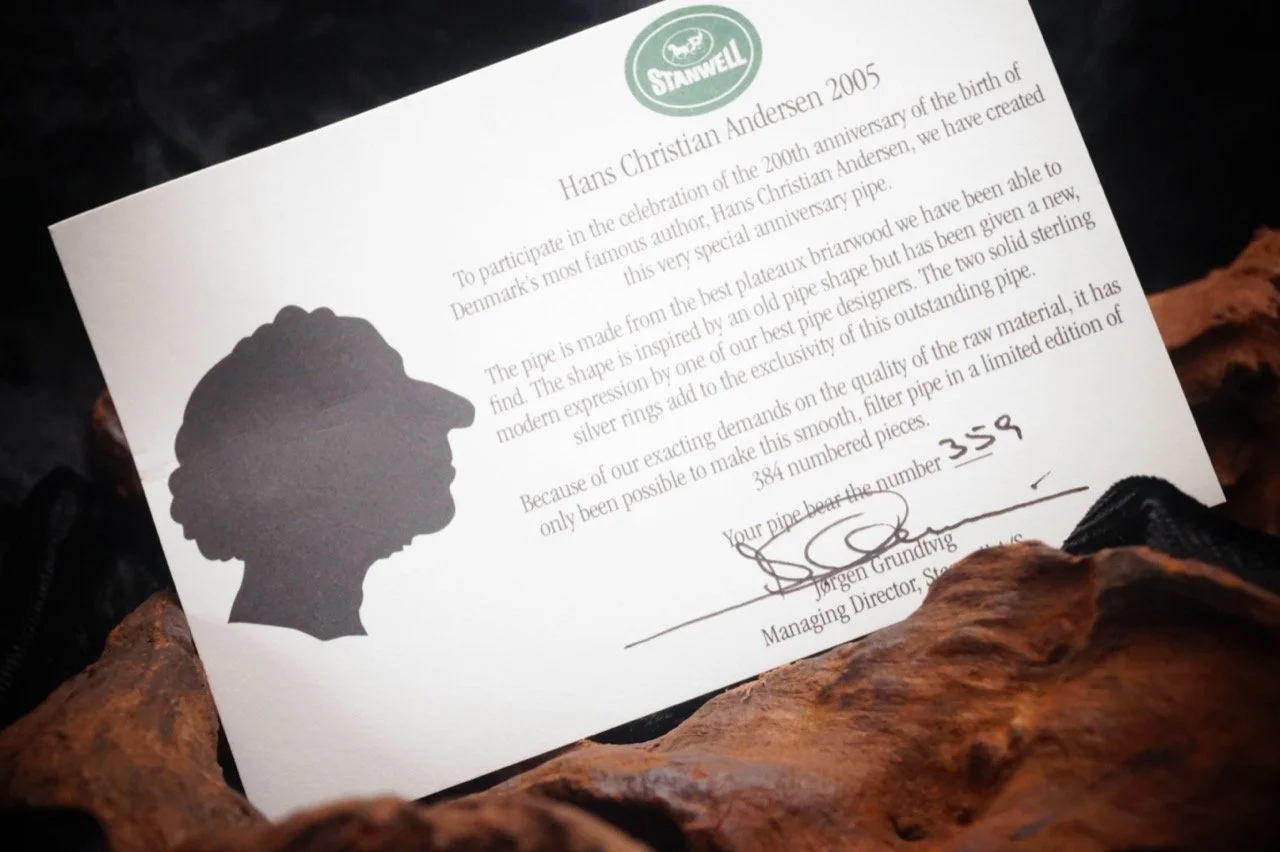 STANWELL
Hans Christian Andersen 2005
To participate in the celebration of the 200th anniversary of the birth of
Denmark's most famous author, Hans Christian Andersen, we have created
this very special anniversary pipe.
The pipe is made from the best plateaux briarwood we have been able to
find. The shape is inspired by an old pipe shape but has been given a new,
modern expression by one of our best pipe designers. The two solid sterling
silver rings add to the exclusivity of this outstanding pipe.
Because of our exacting demands on the quality of the raw material, it has
only been possible to make this smooth, filter pipe in a limited edition of
384 numbered pieces.
Your pipe bear the number 359
Jørgen Grundtvig
Managing Director,